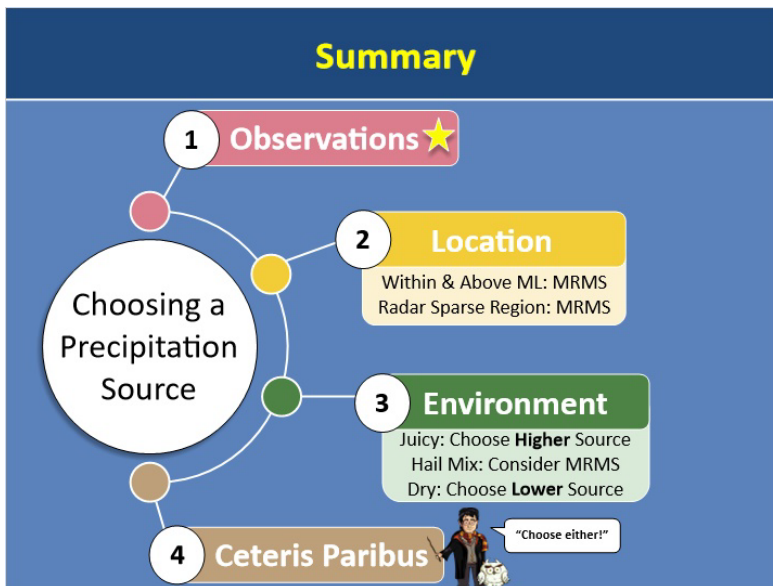 Summary
1
Observations
Choosing a
Precipitation
Source
2
Location
Within & Above ML: MRMS
Radar Sparse Region: MRMS
3
Environment
Juicy: Choose Higher Source
Hail Mix: Consider MRMS
Dry: Choose Lower Source
4
Ceteris Paribus
“Choose either!”